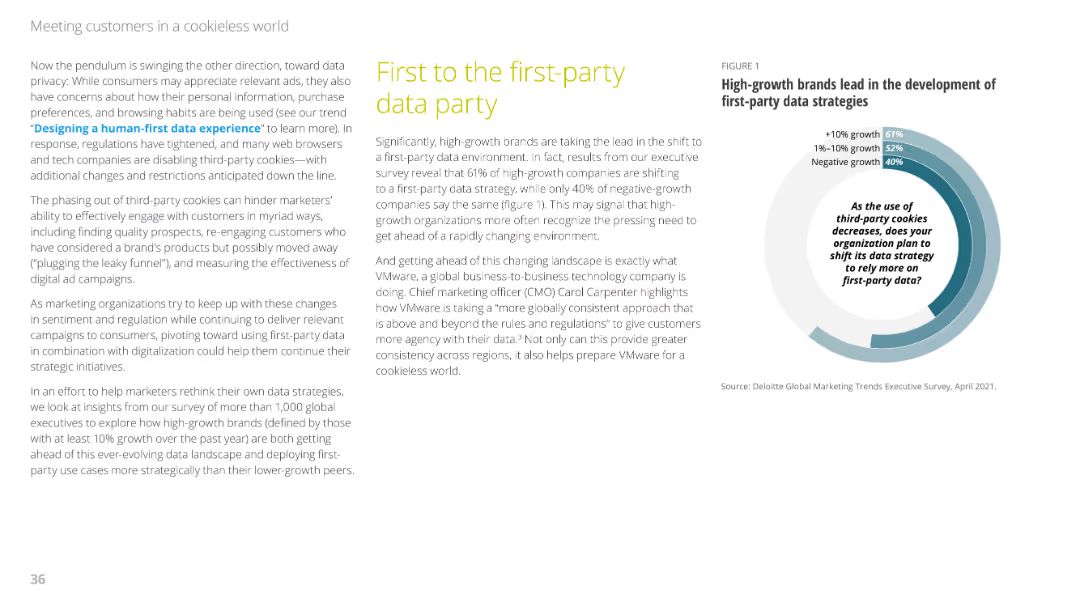 Meeting customers in a cookieless world
Now the pendulum is swinging the other direction, toward data
privacy: While consumers may appreciate relevant ads, they also
have concerns about how their personal information, purchase
preferences, and browsing habits are being used (see our trend
“Designing a human-first data experience” to learn more). In
response, regulations have tightened, and many web browsers
and tech companies are disabling third-party cookies—with
additional changes and restrictions anticipated down the line.
The phasing out of third-party cookies can hinder marketers’
ability to effectively engage with customers in myriad ways,
including finding quality prospects, re-engaging customers who
have considered a brand’s products but possibly moved away
(“plugging the leaky funnel”), and measuring the effectiveness of
digital ad campaigns.
As marketing organizations try to keep up with these changes
in sentiment and regulation while continuing to deliver relevant
campaigns to consumers, pivoting toward using first-party data
in combination with digitalization could help them continue their
strategic initiatives.
In an effort to help marketers rethink their own data strategies,
we look at insights from our survey of more than 1,000 global
executives to explore how high-growth brands (defined by those
with at least 10% growth over the past year) are both getting
ahead of this ever-evolving data landscape and deploying first-
party use cases more strategically than their lower-growth peers.
First to the first-party
data party
Significantly, high-growth brands are taking the lead in the shift to
a first-party data environment. In fact, results from our executive
survey reveal that 61% of high-growth companies are shifting
to a first-party data strategy, while only 40% of negative-growth
companies say the same (figure 1). This may signal that high-
growth organizations more often recognize the pressing need to
get ahead of a rapidly changing environment.
And getting ahead of this changing landscape is exactly what
VMware, a global business-to-business technology company is
doing. Chief marketing officer (CMO) Carol Carpenter highlights
how VMware is taking a “more globally consistent approach that
is above and beyond the rules and regulations” to give customers
more agency with their data.³ Not only can this provide greater
consistency across regions, it also helps prepare VMware for a
cookieless world.
FIGURE 1
High-growth brands lead in the development of
first-party data strategies
+10% growth 61%
1%–10% growth 52%
Negative growth 40%
As the use of
third-party cookies
decreases, does your
organization plan to
shift its data strategy
to rely more on
first-party data?
Source: Deloitte Global Marketing Trends Executive Survey, April 2021.
36